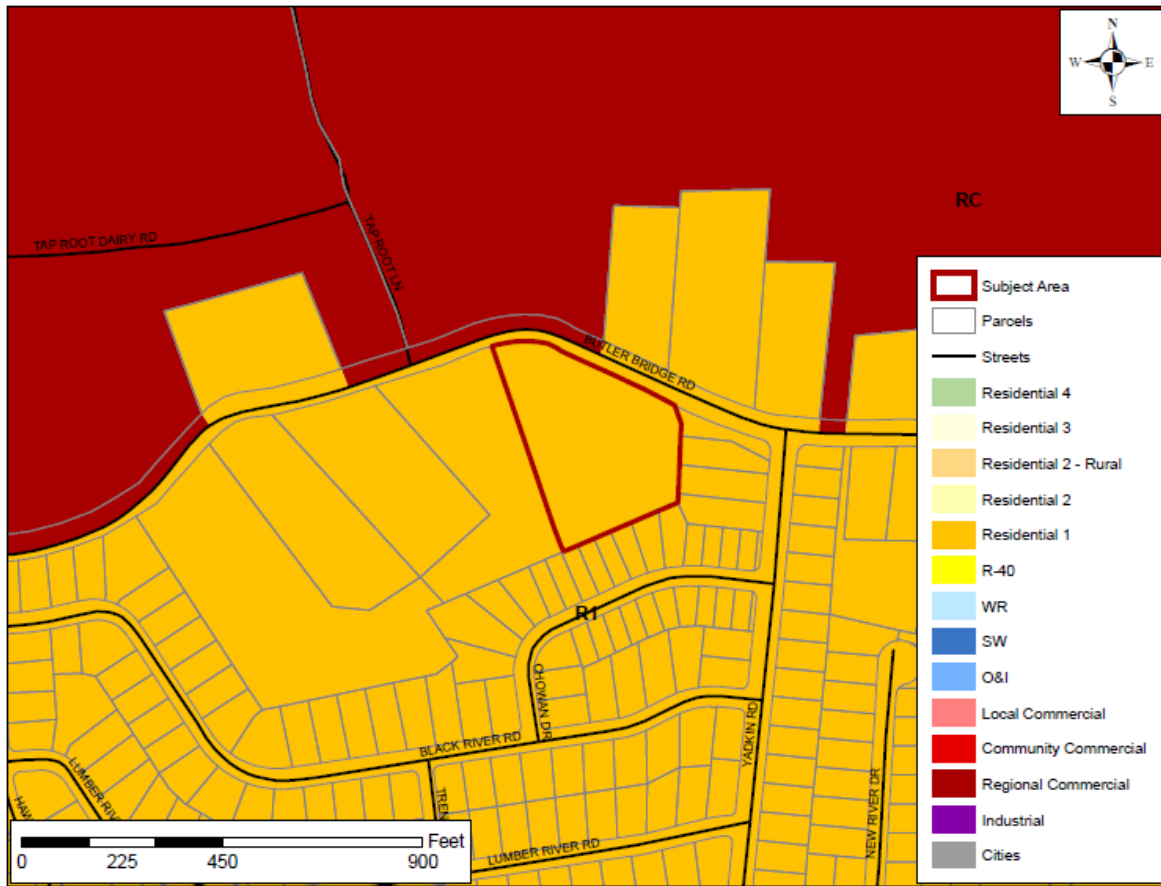 N
W E
S
RC
TAP ROOT DAIRY RD
TAP ROOT LN
BUTLER BRIDGE RD
R1
CHOWAN DR
BLACK RIVER RD
YADKIN RD
LUMBER RIVER RD
NEW RIVER DR
Subject Area
Parcels
Streets
Residential 4
Residential 3
Residential 2 - Rural
Residential 2
Residential 1
R-40
WR
SW
O&I
Local Commercial
Community Commercial
Regional Commercial
Industrial
Cities
LUMBER RIVE
HAW
TREN
Feet
0 225 450 900